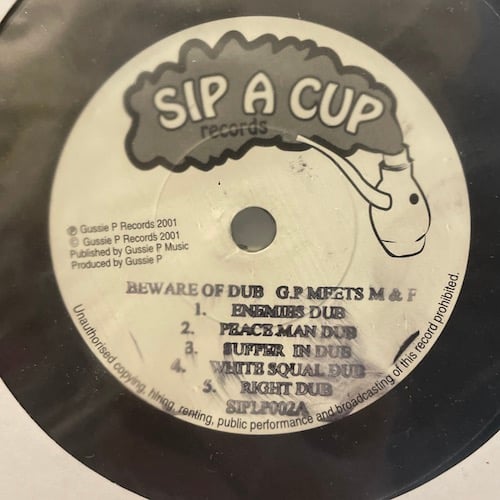 SIP A CUP
records
℗ Gussie P Records 2001
© Gussie P Records 2001
Published by Gussie P Music
Produced by Gussie P
BEWARE OF DUB G.P MEETS M & F
1. ENEMIES DUB
2. PEACE MAN DUB
3. SUFFER IN DUB
4. WHITE SQUAL DUB
5. RIGHT DUB
SIPLP002A
Unauthorised copying, hiring, renting, public performance and broadcasting of this record prohibited.